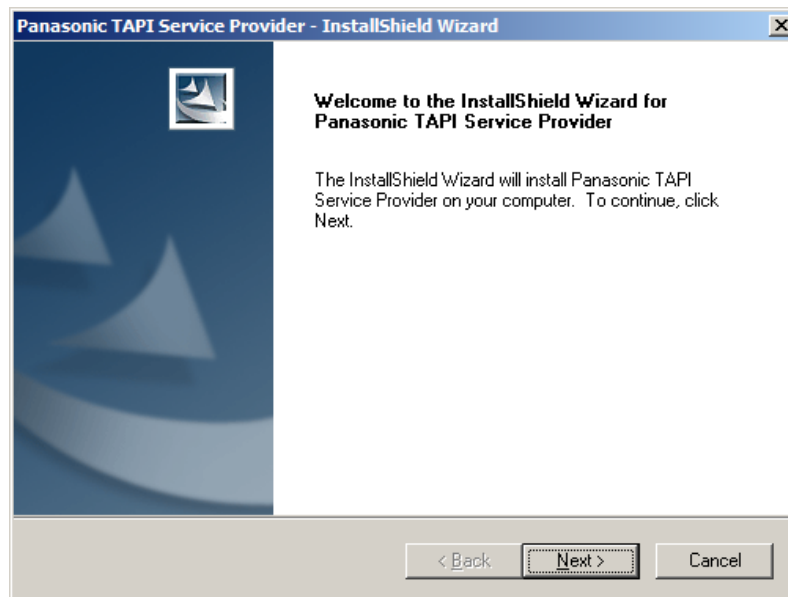 Panasonic TAPI Service Provider - InstallShield Wizard
Welcome to the InstallShield Wizard for
Panasonic TAPI Service Provider
The InstallShield Wizard will install Panasonic TAPI
Service Provider on your computer.  To continue, click
Next.
< Back
Next >
Cancel